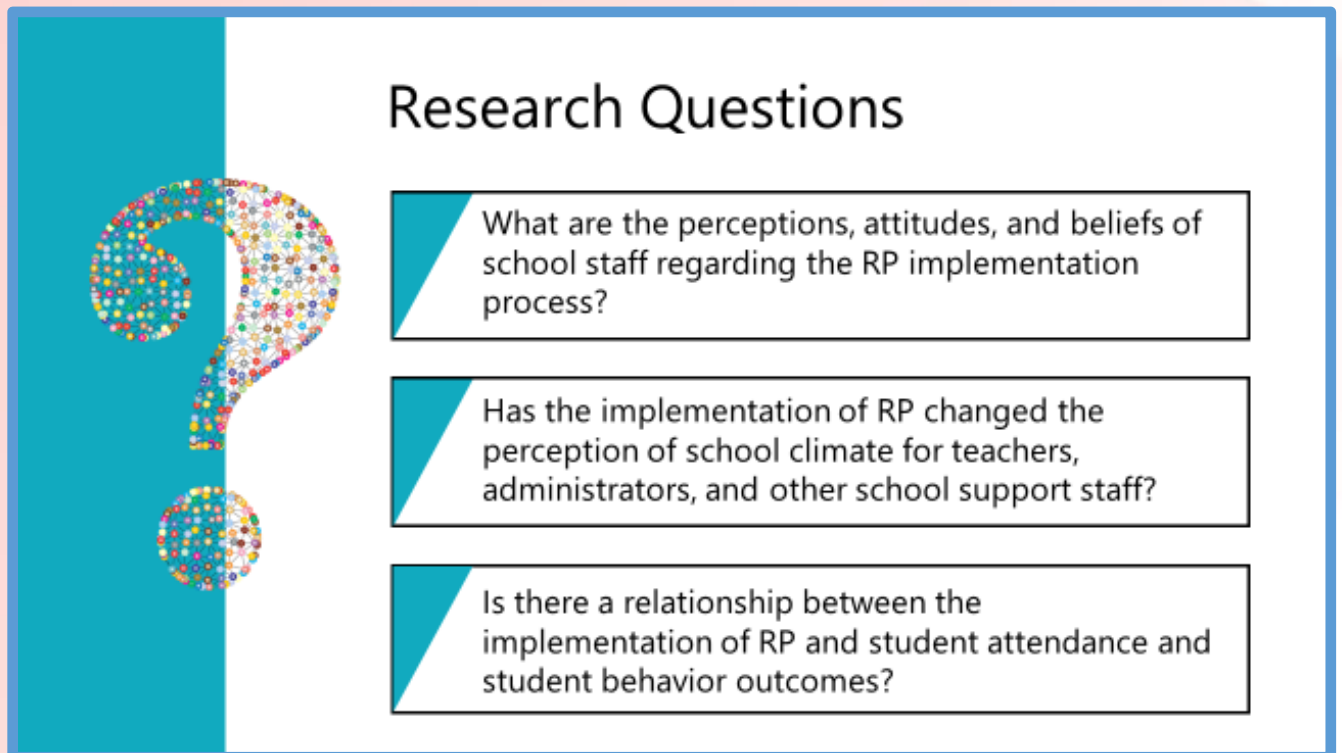 Research Questions
What are the perceptions, attitudes, and beliefs of
school staff regarding the RP implementation
process?
Has the implementation of RP changed the
perception of school climate for teachers,
administrators, and other school support staff?
Is there a relationship between the
implementation of RP and student attendance and
student behavior outcomes?